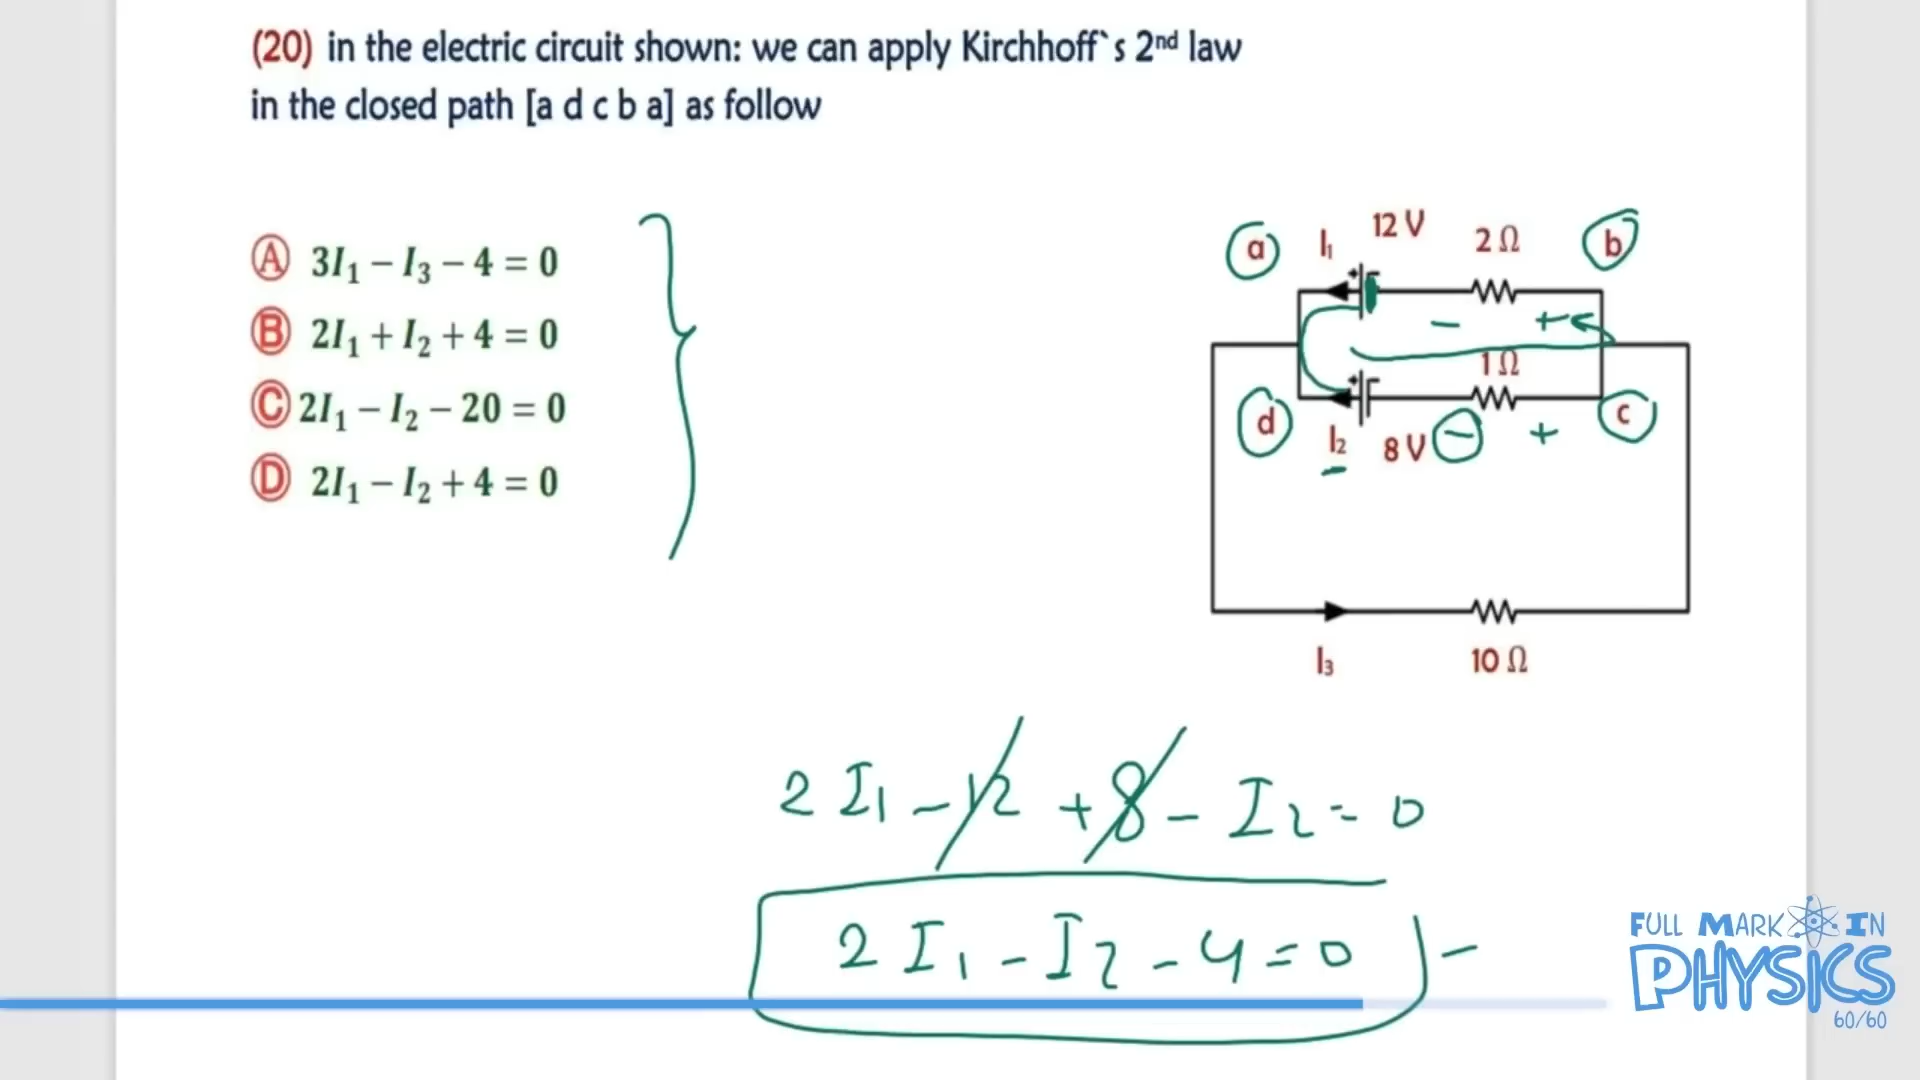 (20) in the electric circuit shown: we can apply Kirchhoff`s 2nd law
in the closed path [a d c b a] as follow
Ⓐ 3I₁ − I₃ − 4 = 0
Ⓑ 2I₁ + I₂ + 4 = 0
Ⓒ 2I₁ − I₂ − 20 = 0
Ⓓ 2I₁ − I₂ + 4 = 0
a I₁ 12 V 2 Ω b
+
− +
1 Ω
+
d I₂ 8 V − + c
I₃ 10 Ω
2 I₁ − 12 + 8 − I₂ = 0
2 I₁ − I₂ − 4 = 0 −
FULL MARK IN
PHYSICS
60/60